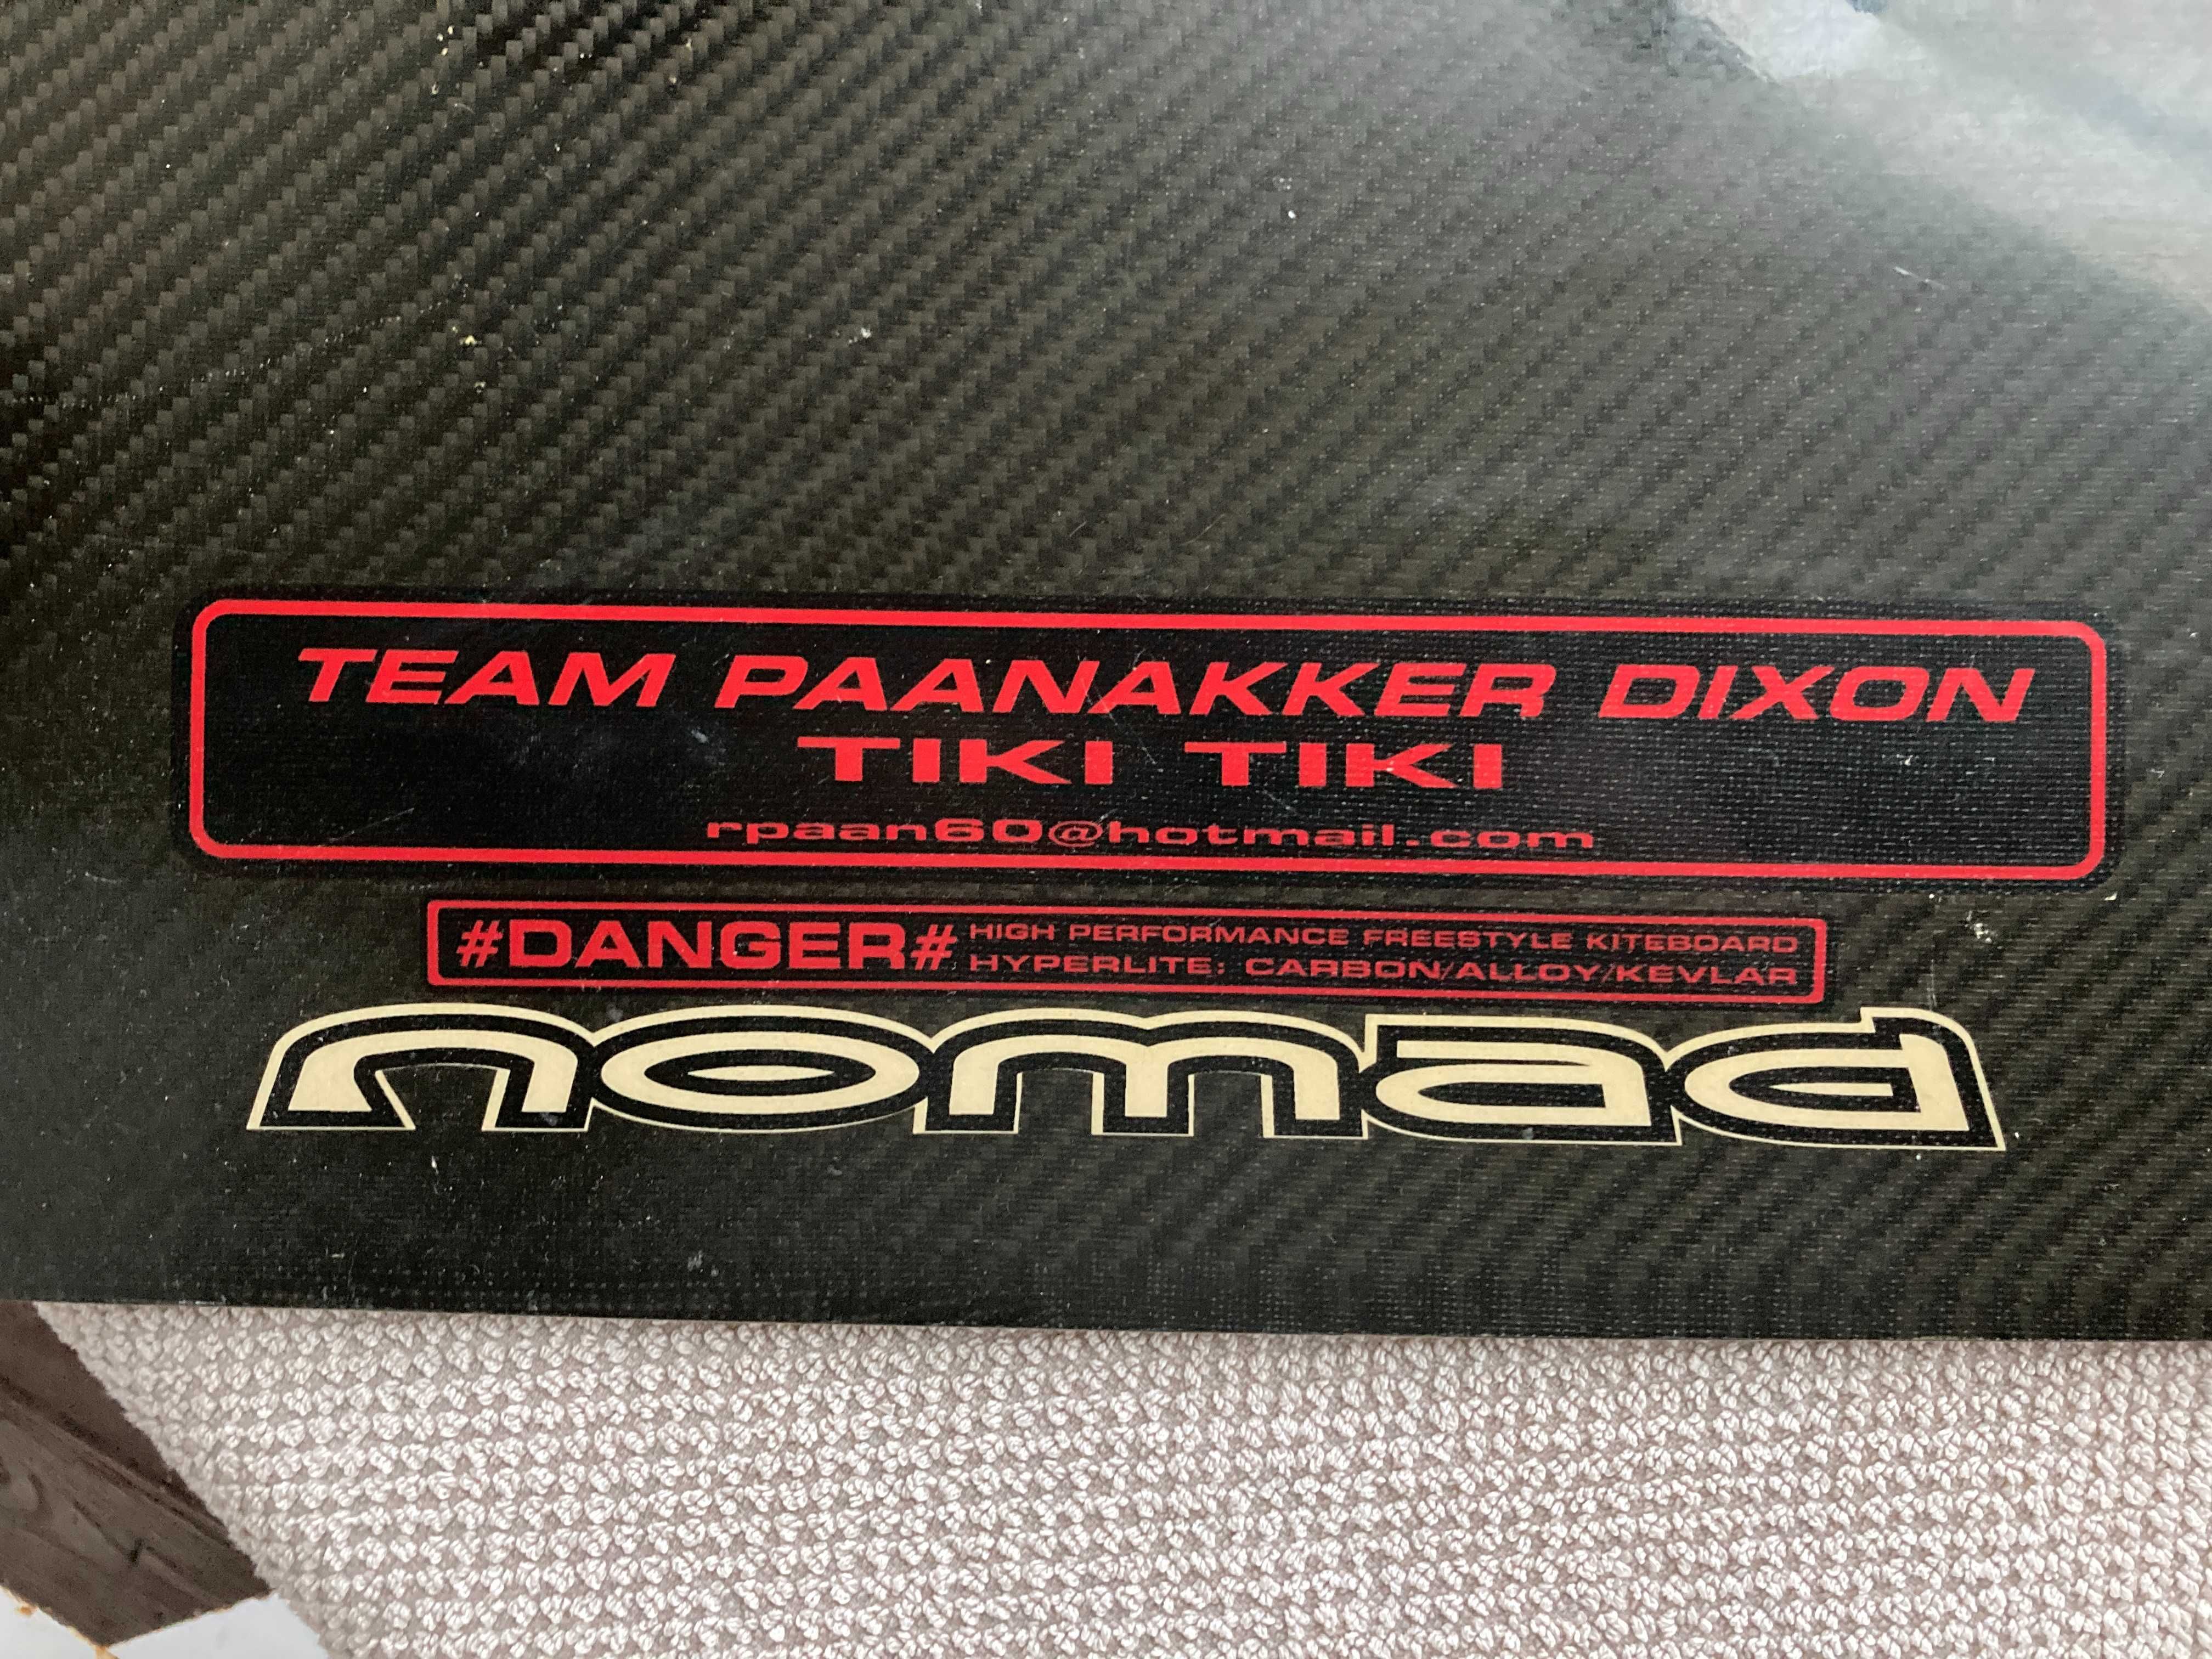 TEAM PAANAKKER DIXON
TIKI TIKI
rpaan60@hotmail.com
#DANGER# HIGH PERFORMANCE FREESTYLE KITEBOARD
HYPERLITE: CARBON/ALLOY/KEVLAR
nomad